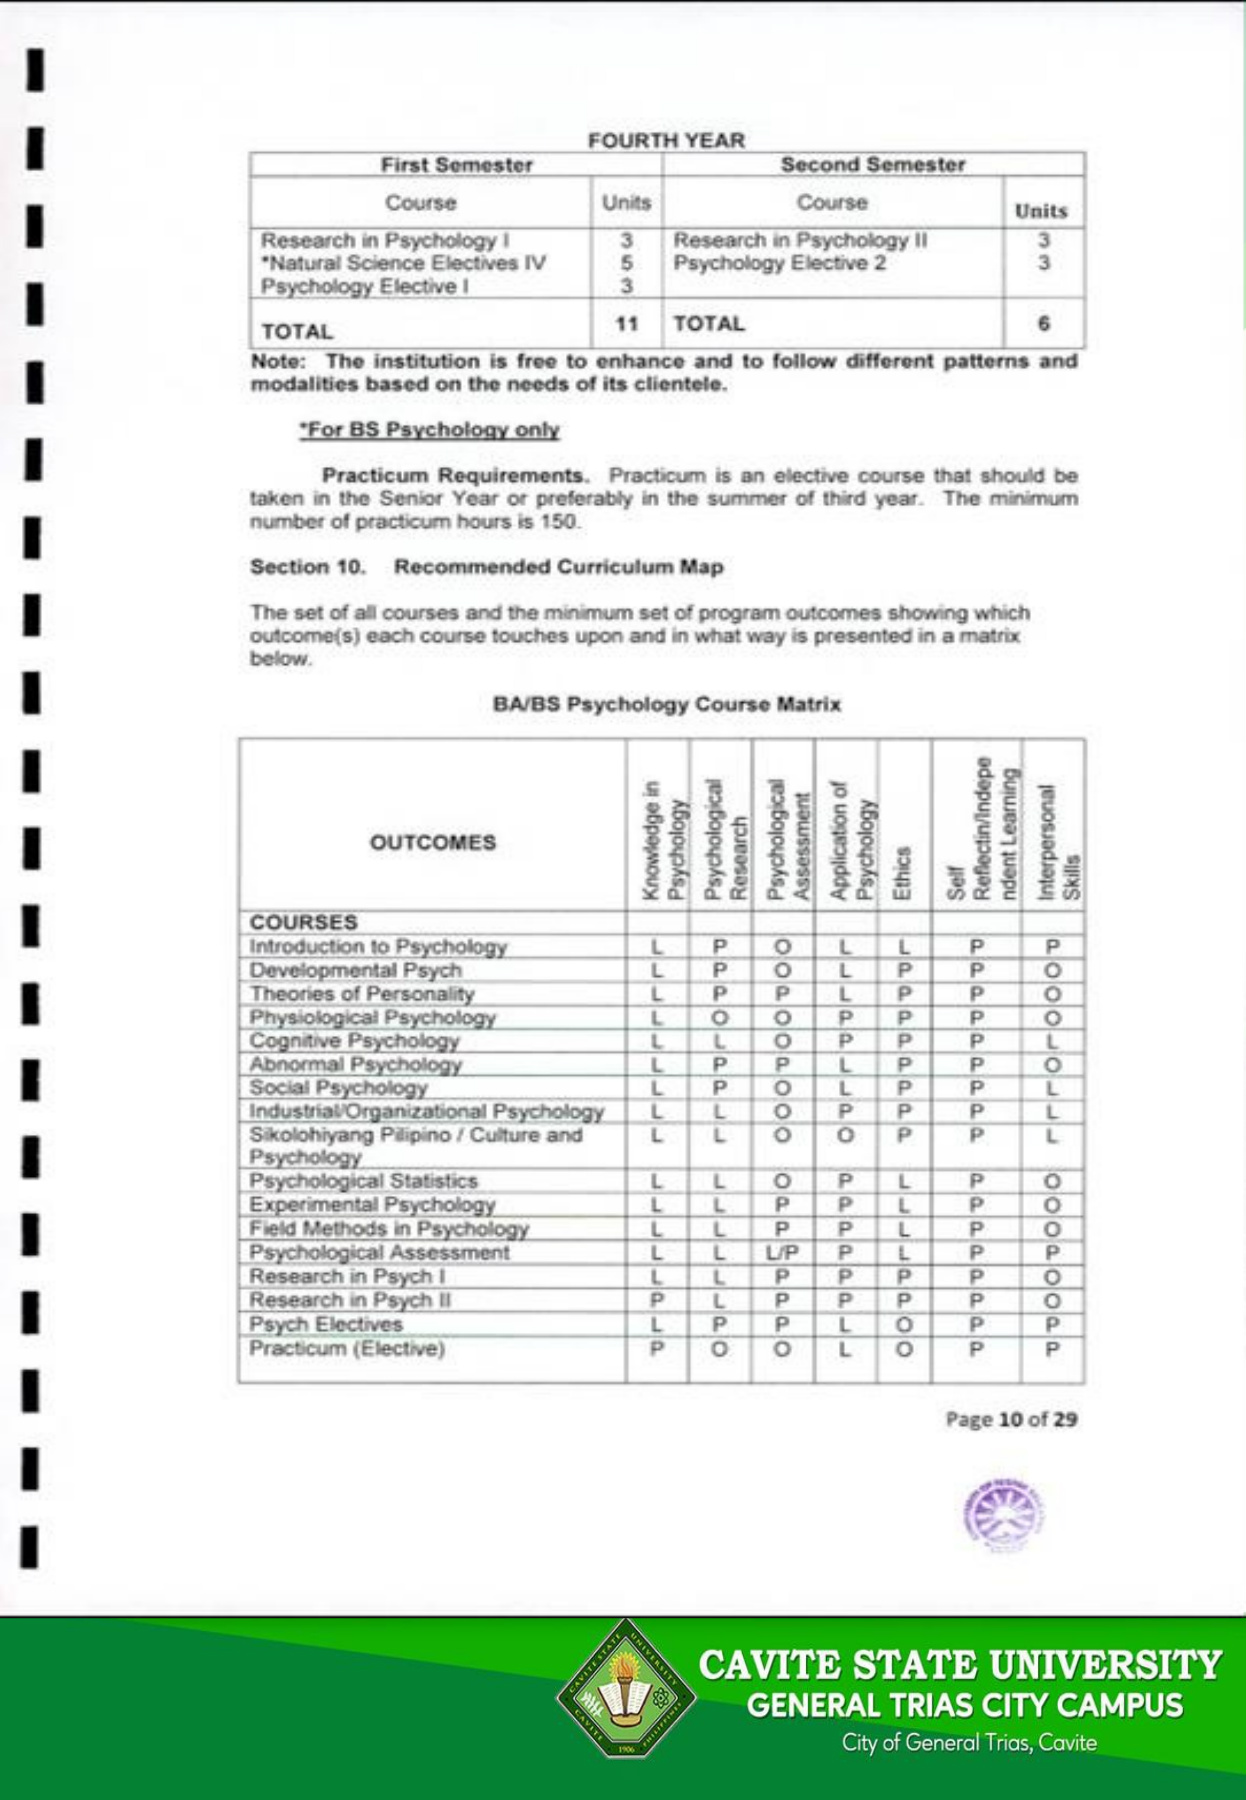 FOURTH YEAR
First Semester Second Semester
Course Units Course Units
Research in Psychology I 3 Research in Psychology II 3
*Natural Science Electives IV 5 Psychology Elective 2 3
Psychology Elective I 3
TOTAL 11 TOTAL 6
Note: The institution is free to enhance and to follow different patterns and
modalities based on the needs of its clientele.
*For BS Psychology only
Practicum Requirements. Practicum is an elective course that should be
taken in the Senior Year or preferably in the summer of third year. The minimum
number of practicum hours is 150.
Section 10. Recommended Curriculum Map
The set of all courses and the minimum set of program outcomes showing which
outcome(s) each course touches upon and in what way is presented in a matrix
below.
BA/BS Psychology Course Matrix
OUTCOMES
Knowledge in
Psychology
Psychological
Research
Psychological
Assessment
Application of
Psychology
Ethics
Self
Reflectin/Indepe
ndent Learning
Interpersonal
Skills
COURSES
Introduction to Psychology L P O L L P P
Developmental Psych L P O L P P O
Theories of Personality L P P L P P O
Physiological Psychology L O O P P P O
Cognitive Psychology L L O P P P L
Abnormal Psychology L P P L P P O
Social Psychology L P O L P P L
Industrial/Organizational Psychology L L O P P P L
Sikolohiyang Pilipino / Culture and L L O O P P L
Psychology
Psychological Statistics L L O P L P O
Experimental Psychology L L P P L P O
Field Methods in Psychology L L P P L P O
Psychological Assessment L L L/P P L P P
Research in Psych I L L P P P P O
Research in Psych II P L P P P P O
Psych Electives L P P L O P P
Practicum (Elective) P O O L O P P
Page 10 of 29
CAVITE STATE UNIVERSITY
CAVITE
PHILIPPINES
1906
CAVITE STATE UNIVERSITY
GENERAL TRIAS CITY CAMPUS
City of General Trias, Cavite